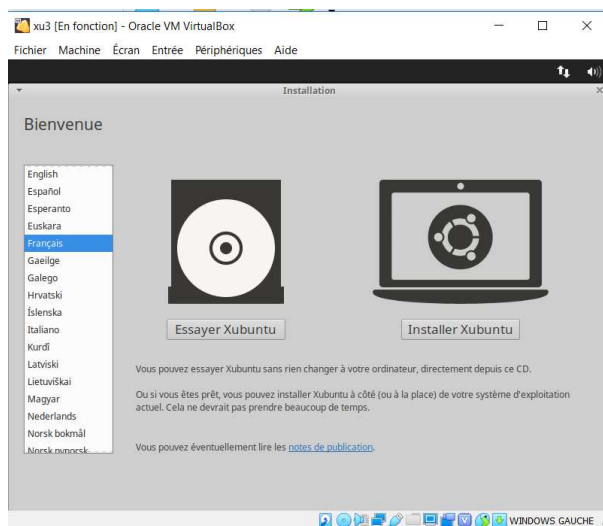 xu3 [En fonction] - Oracle VM VirtualBox
Fichier Machine Écran Entrée Périphériques Aide
Installation
Bienvenue
English
Español
Esperanto
Euskara
Français
Gaeilge
Galego
Hrvatski
Íslenska
Italiano
Kurdî
Latviski
Lietuviškai
Magyar
Nederlands
Norsk bokmål
Norsk nynorsk
Essayer Xubuntu
Installer Xubuntu
Vous pouvez essayer Xubuntu sans rien changer à votre ordinateur, directement depuis ce CD.
Ou si vous êtes prêt, vous pouvez installer Xubuntu à côté (ou à la place) de votre système d'exploitation
actuel. Cela ne devrait pas prendre beaucoup de temps.
Vous pouvez éventuellement lire les notes de publication.
WINDOWS GAUCHE